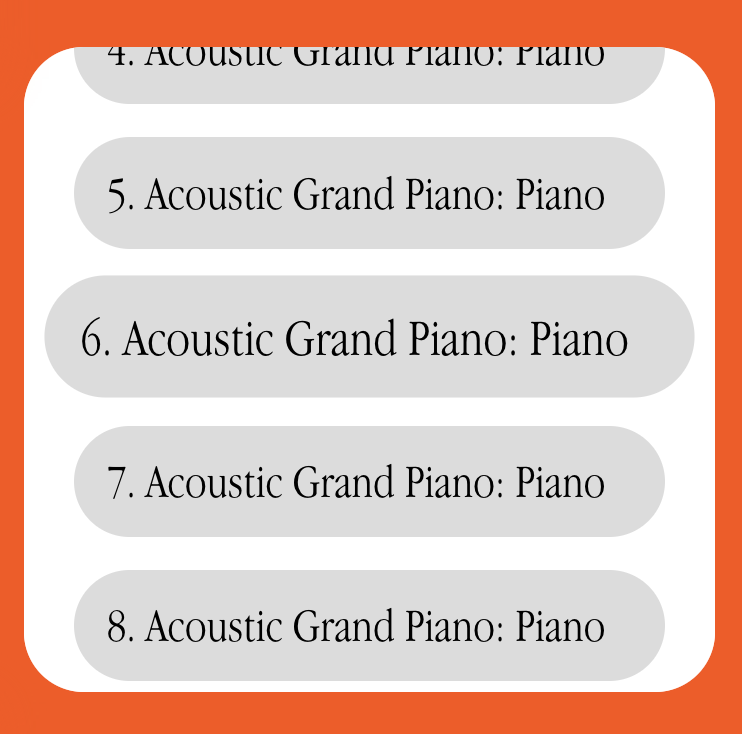 4. Acoustic Grand Piano: Piano
5. Acoustic Grand Piano: Piano
6. Acoustic Grand Piano: Piano
7. Acoustic Grand Piano: Piano
8. Acoustic Grand Piano: Piano